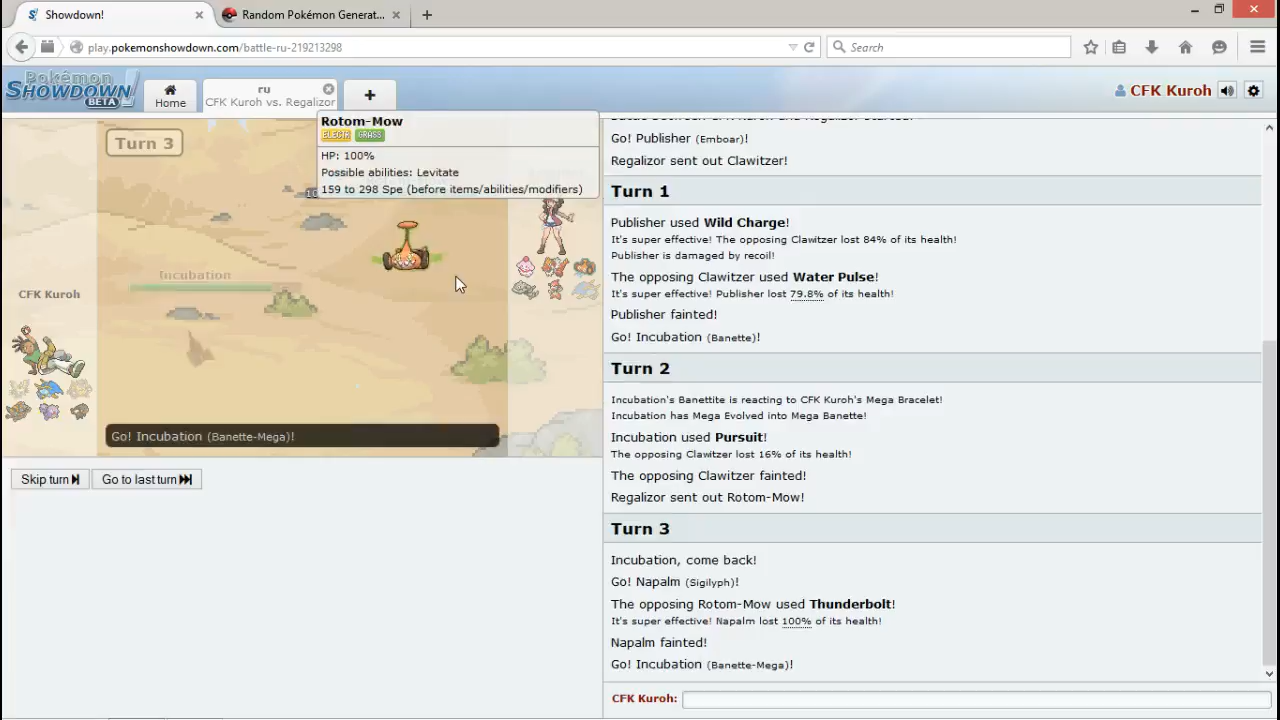 Showdown!
Random Pokémon Generat...
play.pokemonshowdown.com/battle-ru-219213298
Search
Pokémon
SHOWDOWN!
BETA
Home
ru
CFK Kuroh vs. Regalizor
CFK Kuroh
Turn 3
Rotom-Mow
ELECTR GRASS
HP: 100%
Possible abilities: Levitate
159 to 298 Spe (before items/abilities/modifiers)
Incubation
CFK Kuroh
Go! Incubation (Banette-Mega)!
Skip turn
Go to last turn
Go! Publisher (Emboar)!
Regalizor sent out Clawitzer!
Turn 1
Publisher used Wild Charge!
It's super effective! The opposing Clawitzer lost 84% of its health!
Publisher is damaged by recoil!
The opposing Clawitzer used Water Pulse!
It's super effective! Publisher lost 79.8% of its health!
Publisher fainted!
Go! Incubation (Banette)!
Turn 2
Incubation's Banettite is reacting to CFK Kuroh's Mega Bracelet!
Incubation has Mega Evolved into Mega Banette!
Incubation used Pursuit!
The opposing Clawitzer lost 16% of its health!
The opposing Clawitzer fainted!
Regalizor sent out Rotom-Mow!
Turn 3
Incubation, come back!
Go! Napalm (Sigilyph)!
The opposing Rotom-Mow used Thunderbolt!
It's super effective! Napalm lost 100% of its health!
Napalm fainted!
Go! Incubation (Banette-Mega)!
CFK Kuroh: